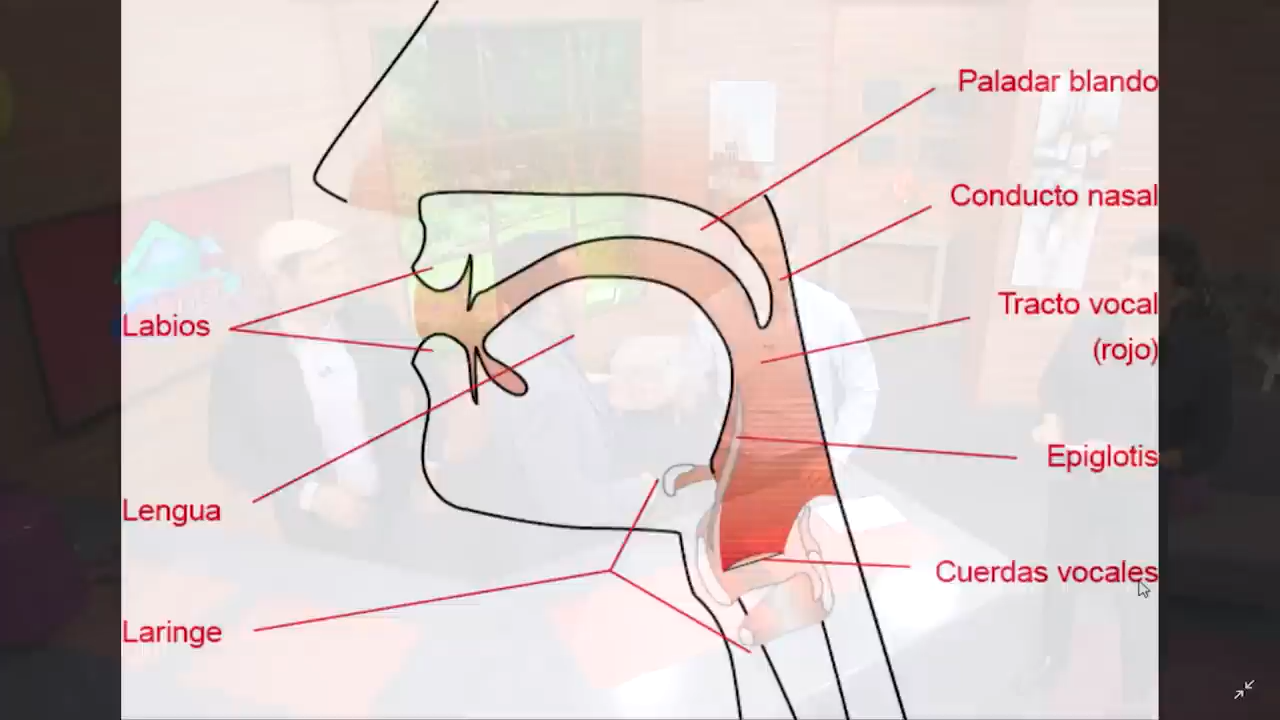 Paladar blando
Conducto nasal
Tracto vocal
(rojo)
Epiglotis
Cuerdas vocales
Labios
Lengua
Laringe